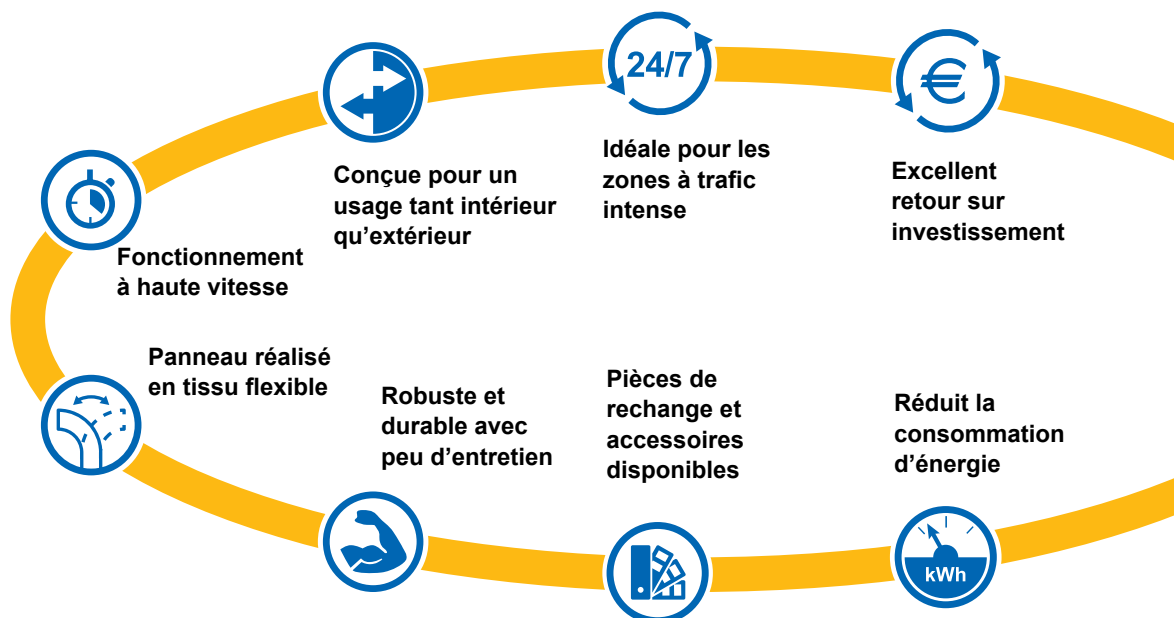 24/7
€
Idéale pour les
zones à trafic
intense
Conçue pour un
usage tant intérieur
qu’extérieur
Excellent
retour sur
investissement
Fonctionnement
à haute vitesse
Panneau réalisé
en tissu flexible
Robuste et
durable avec
peu d’entretien
Pièces de
rechange et
accessoires
disponibles
Réduit la
consommation
d’énergie
kWh